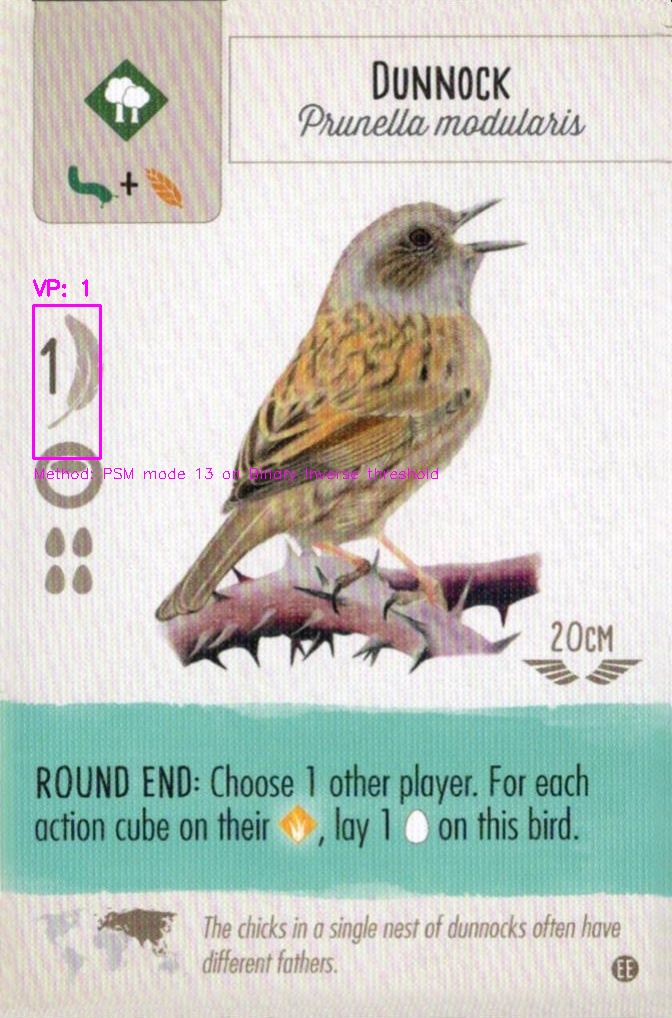 DUNNOCK
Prunella modularis
+
VP: 1
1
Method: PSM mode 13 on Binary Inverse threshold
20CM
ROUND END: Choose 1 other player. For each
action cube on their , lay 1 on this bird.
The chicks in a single nest of dunnocks often have
different fathers.
EE